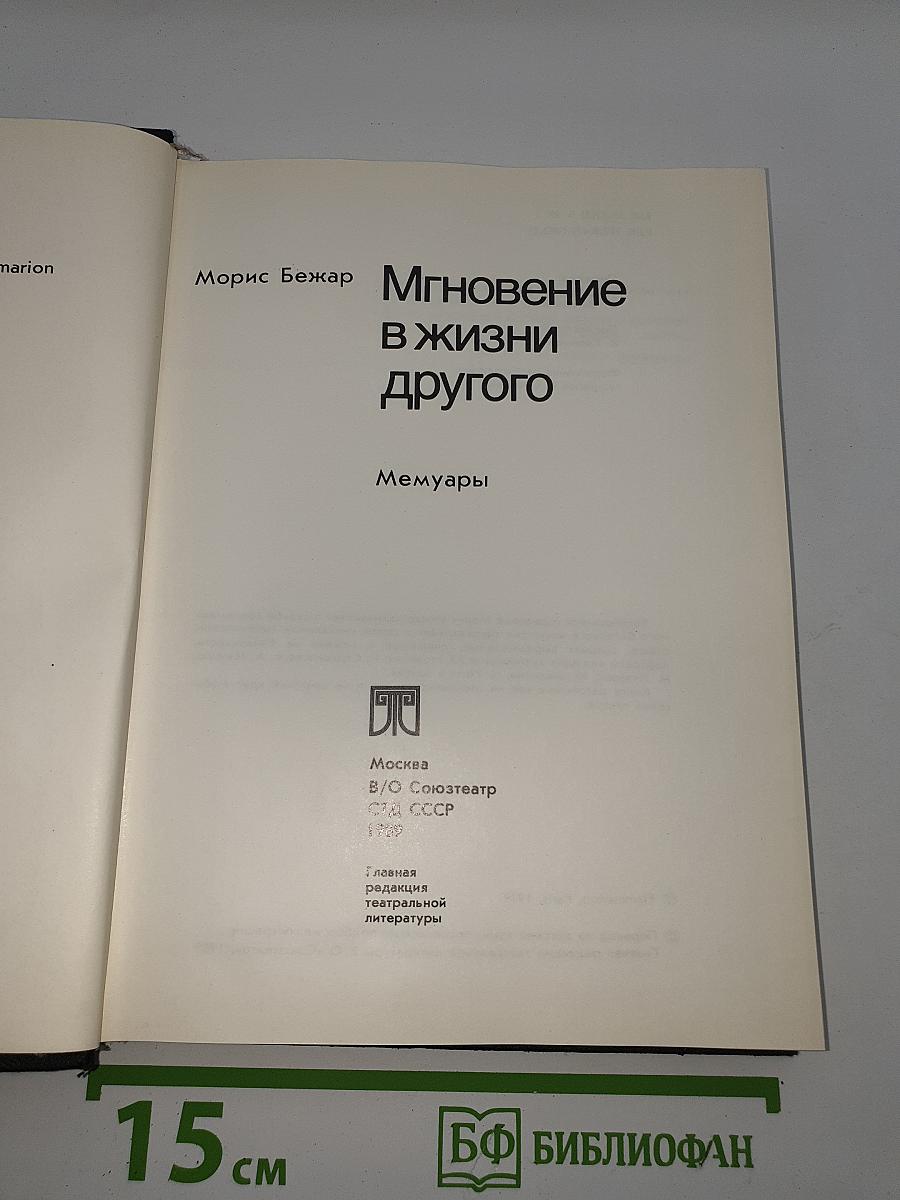 marion
Морис Бежар
Мгновение
в жизни
другого
Мемуары
Москва
В/О Союзтеатр
СТД СССР
1989
Главная
редакция
театральной
литературы
15 см
БФ БИБЛИОФАН